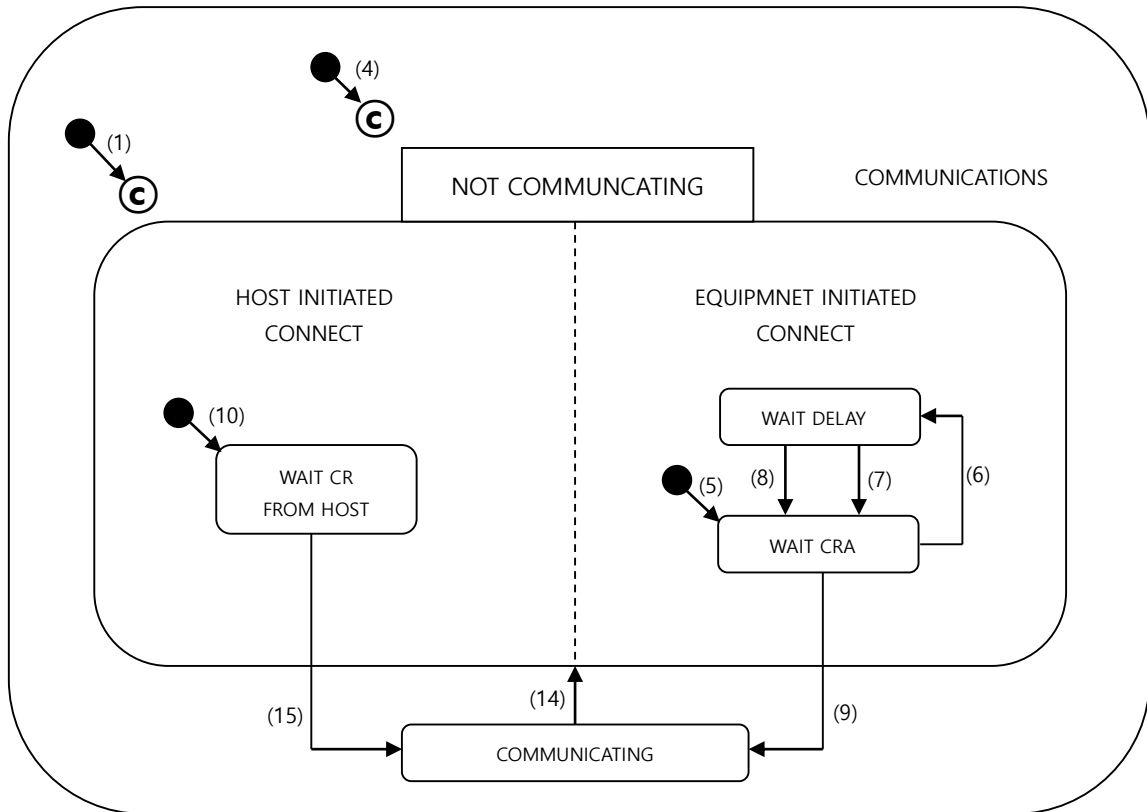 (4)
(1)
C
C
NOT COMMUNCATING
COMMUNICATIONS
HOST INITIATED
CONNECT
EQUIPMNET INITIATED
CONNECT
(10)
WAIT DELAY
WAIT CR
FROM HOST
(5)
(8)
(7)
(6)
WAIT CRA
(15)
(14)
(9)
COMMUNICATING